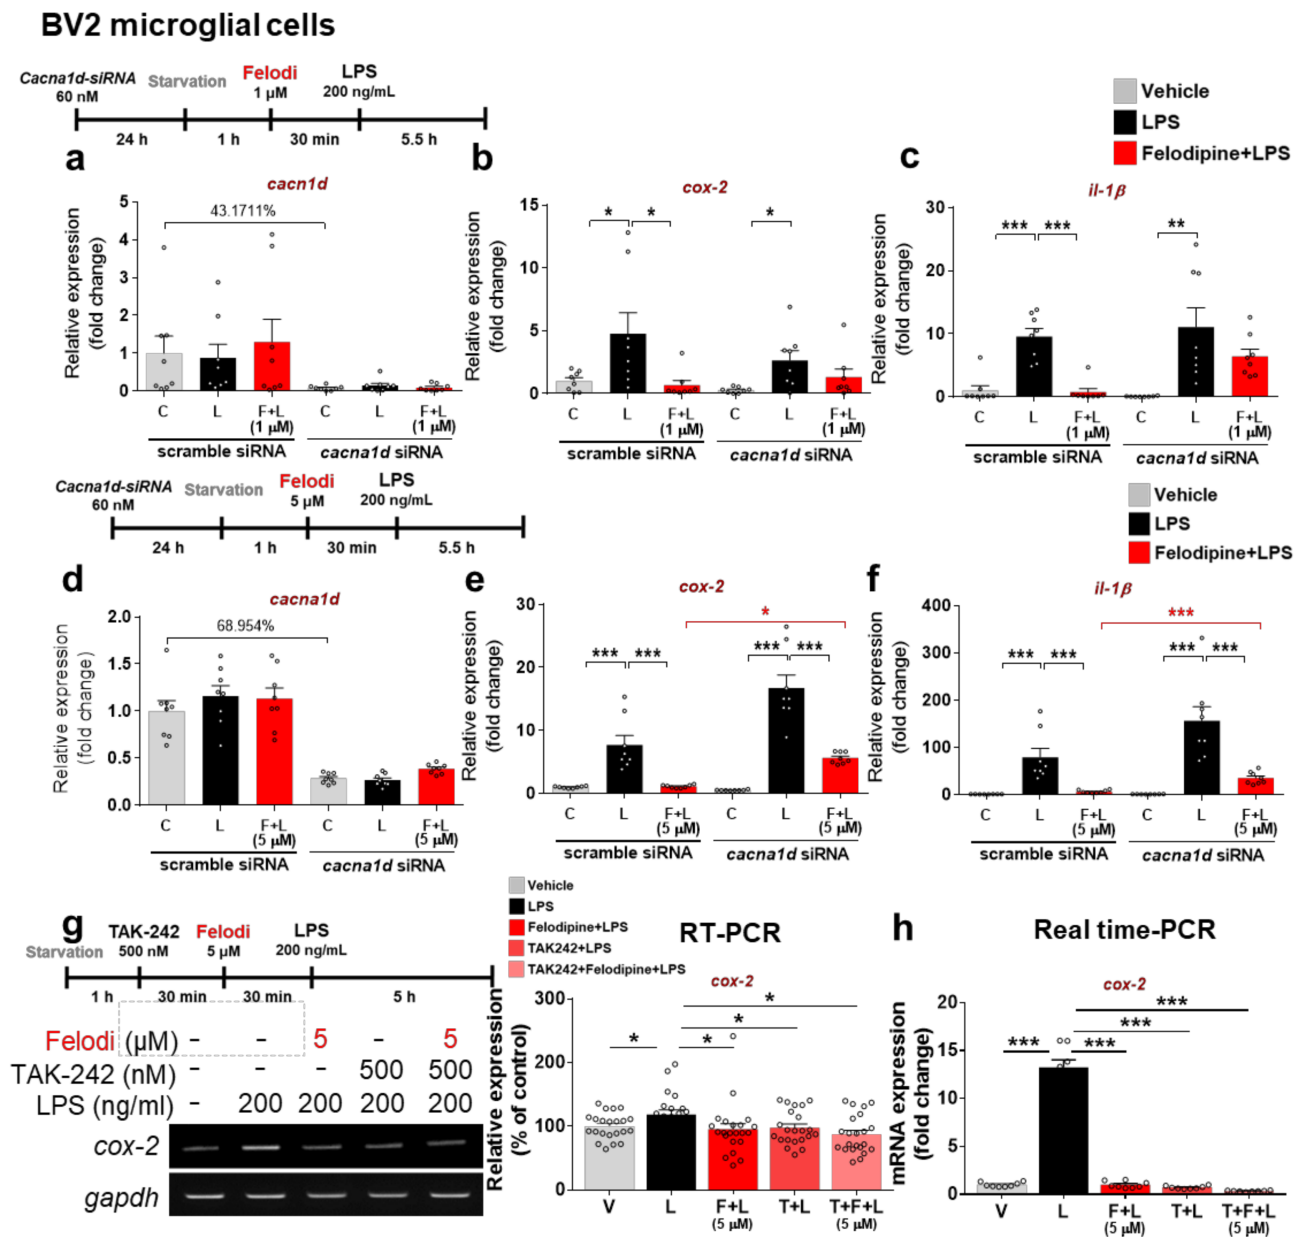 BV2 microglial cells
Cacna1d-siRNA
60 nM
Starvation
Felodi
1 µM
LPS
200 ng/mL
24 h
1 h
30 min
5.5 h
Vehicle
LPS
Felodipine+LPS
a
cacn1d
43.1711%
Relative expression
(fold change)
5
4
3
2
1
0
C
L
F+L
(1 µM)
C
L
F+L
(1 µM)
scramble siRNA
cacna1d siRNA
b
cox-2
* * *
Relative expression
(fold change)
15
10
5
0
C
L
F+L
(1 µM)
C
L
F+L
(1 µM)
scramble siRNA
cacna1d siRNA
c
il-1β
*** *** **
Relative expression
(fold change)
30
20
10
0
C
L
F+L
(1 µM)
C
L
F+L
(1 µM)
scramble siRNA
cacna1d siRNA
Cacna1d-siRNA
60 nM
Starvation
Felodi
5 µM
LPS
200 ng/mL
24 h
1 h
30 min
5.5 h
Vehicle
LPS
Felodipine+LPS
d
cacna1d
68.954%
Relative expression
(fold change)
2.0
1.5
1.0
0.5
0.0
C
L
F+L
(5 µM)
C
L
F+L
(5 µM)
scramble siRNA
cacna1d siRNA
e
cox-2
*
*** *** *** ***
Relative expression
(fold change)
30
20
10
0
C
L
F+L
(5 µM)
C
L
F+L
(5 µM)
scramble siRNA
cacna1d siRNA
f
il-1β
***
*** *** *** ***
Relative expression
(fold change)
400
300
200
100
0
C
L
F+L
(5 µM)
C
L
F+L
(5 µM)
scramble siRNA
cacna1d siRNA
g
Starvation
TAK-242
500 nM
Felodi
5 µM
LPS
200 ng/mL
1 h
30 min
30 min
5 h
Felodi (µM) - - 5 - 5
TAK-242 (nM) - - - 500 500
LPS (ng/ml) - 200 200 200 200
cox-2
gapdh
Vehicle
LPS
Felodipine+LPS
TAK242+LPS
TAK242+Felodipine+LPS
RT-PCR
cox-2
*
*
* *
Relative expression
(% of control)
300
200
100
0
V
L
F+L
(5 µM)
T+L
T+F+L
(5 µM)
h
Real time-PCR
cox-2
***
***
*** ***
mRNA expression
(fold change)
20
15
10
5
0
V
L
F+L
(5 µM)
T+L
T+F+L
(5 µM)